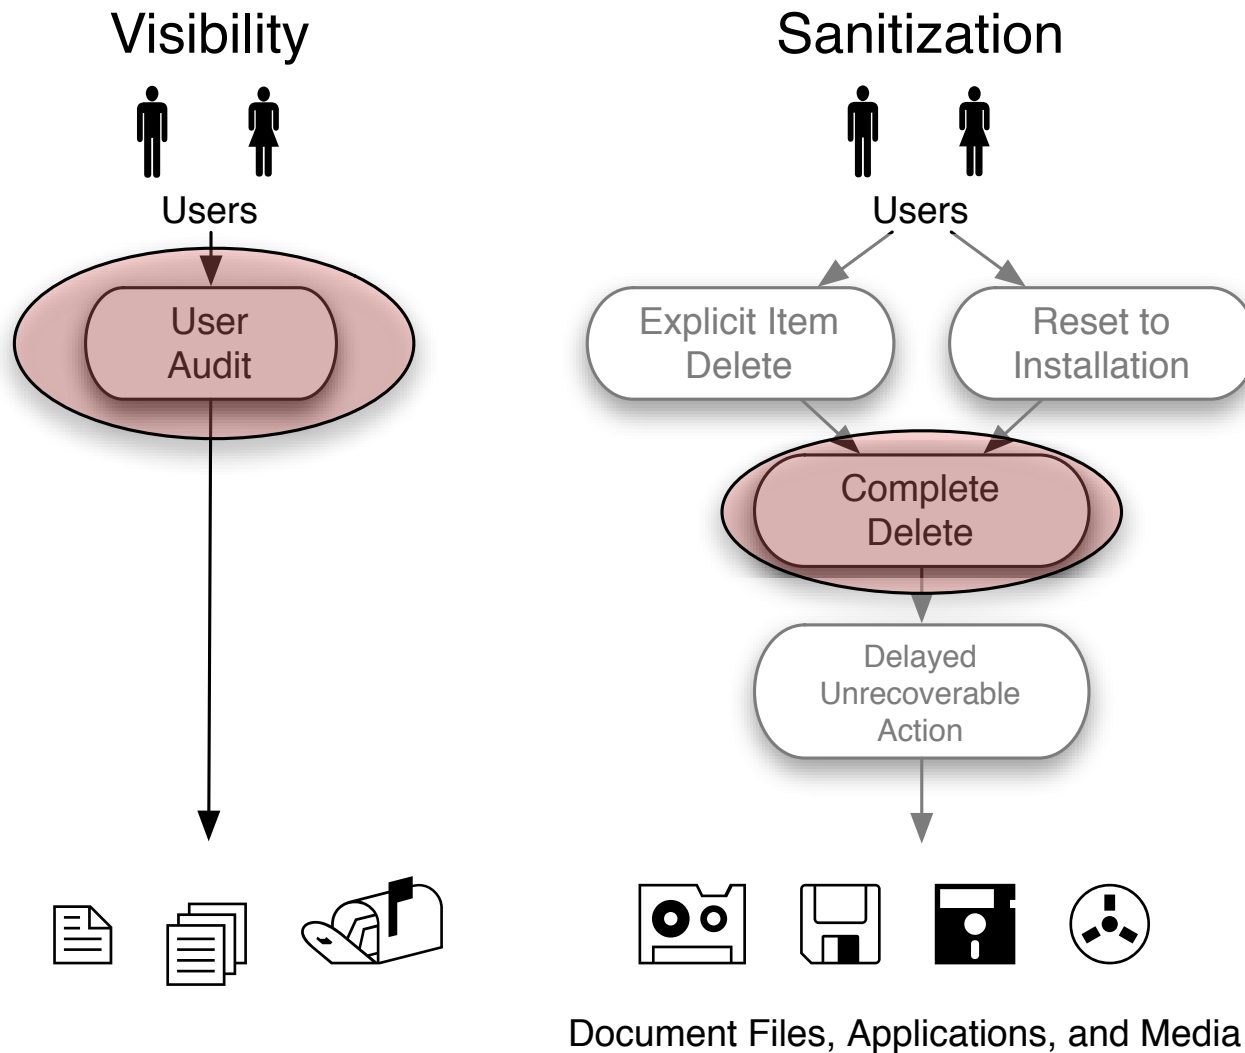 Visibility
Users
User
Audit
Sanitization
Users
Explicit Item
Delete
Reset to
Installation
Complete
Delete
Delayed
Unrecoverable
Action
Document Files, Applications, and Media